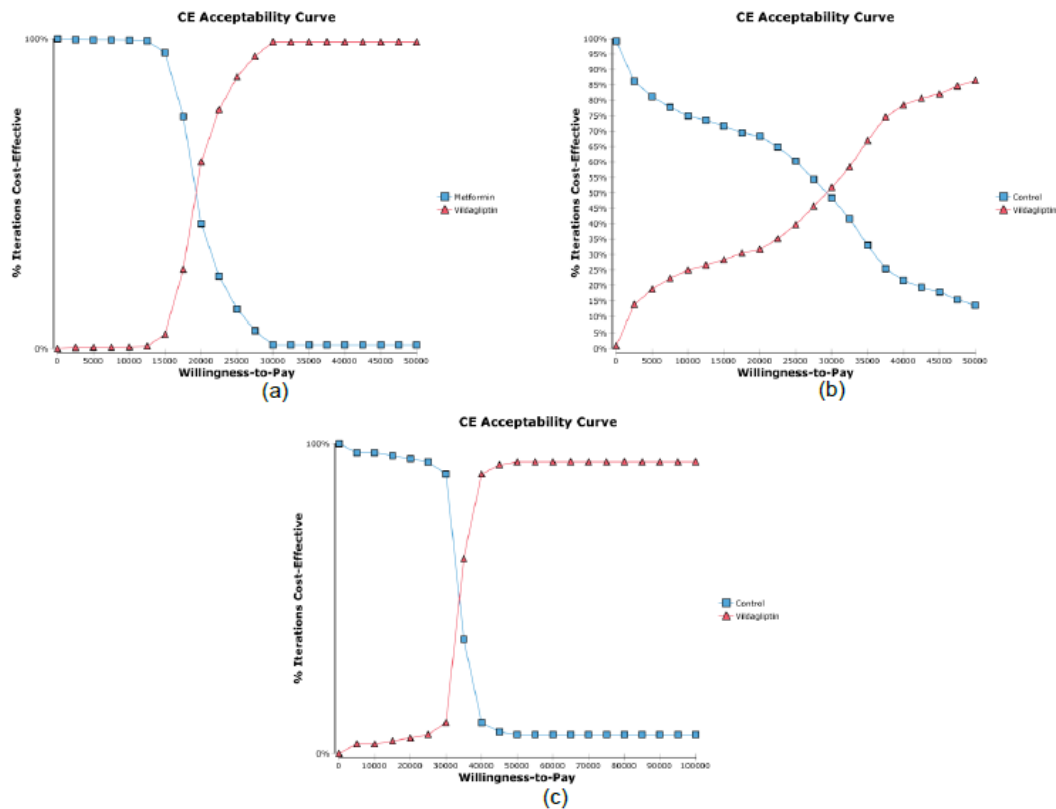 CE Acceptability Curve
100%
% Iterations Cost-Effective
0%
0 5000 10000 15000 20000 25000 30000 35000 40000 45000 50000
Willingness-to-Pay
Metformin
Vildagliptin
(a)
CE Acceptability Curve
100%
95%
90%
85%
80%
75%
70%
65%
60%
55%
50%
45%
40%
35%
30%
25%
20%
15%
10%
5%
0%
% Iterations Cost-Effective
0 5000 10000 15000 20000 25000 30000 35000 40000 45000 50000
Willingness-to-Pay
Control
Vildagliptin
(b)
CE Acceptability Curve
100%
% Iterations Cost-Effective
0%
0 10000 20000 30000 40000 50000 60000 70000 80000 90000 100000
Willingness-to-Pay
Control
Vildagliptin
(c)